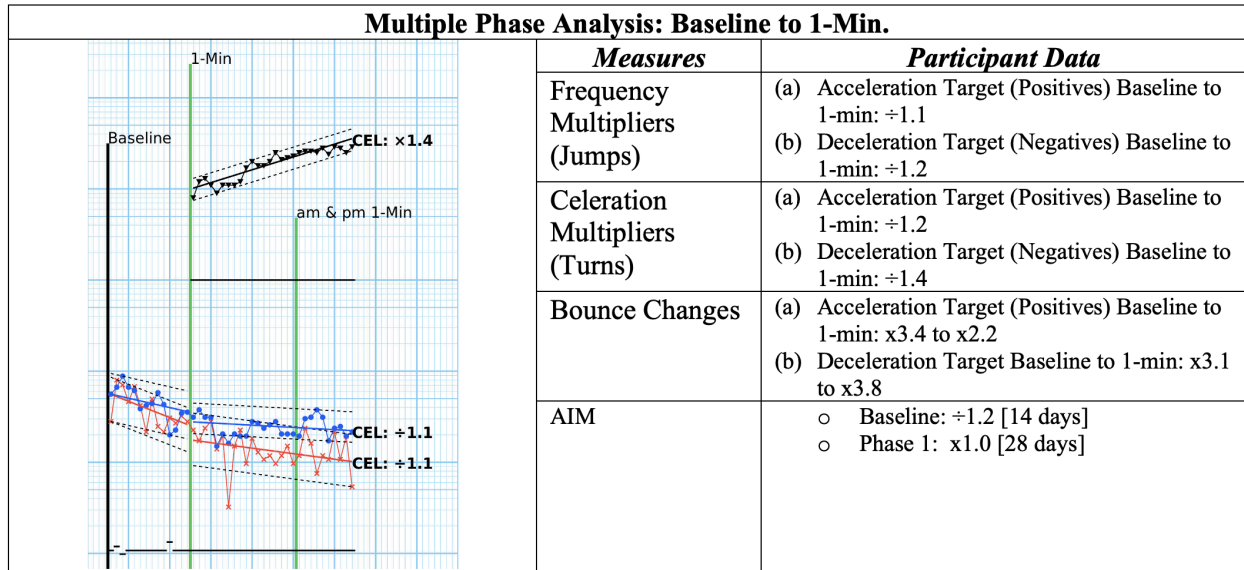 Multiple Phase Analysis: Baseline to 1-Min.
1-Min
Baseline
CEL: ×1.4
am & pm 1-Min
CEL: ÷1.1
CEL: ÷1.1
Measures
Participant Data
Frequency
Multipliers
(Jumps)
(a) Acceleration Target (Positives) Baseline to
1-min: ÷1.1
(b) Deceleration Target (Negatives) Baseline to
1-min: ÷1.2
Celeration
Multipliers
(Turns)
(a) Acceleration Target (Positives) Baseline to
1-min: ÷1.2
(b) Deceleration Target (Negatives) Baseline to
1-min: ÷1.4
Bounce Changes
(a) Acceleration Target (Positives) Baseline to
1-min: x3.4 to x2.2
(b) Deceleration Target Baseline to 1-min: x3.1
to x3.8
AIM
o Baseline: ÷1.2 [14 days]
o Phase 1: x1.0 [28 days]